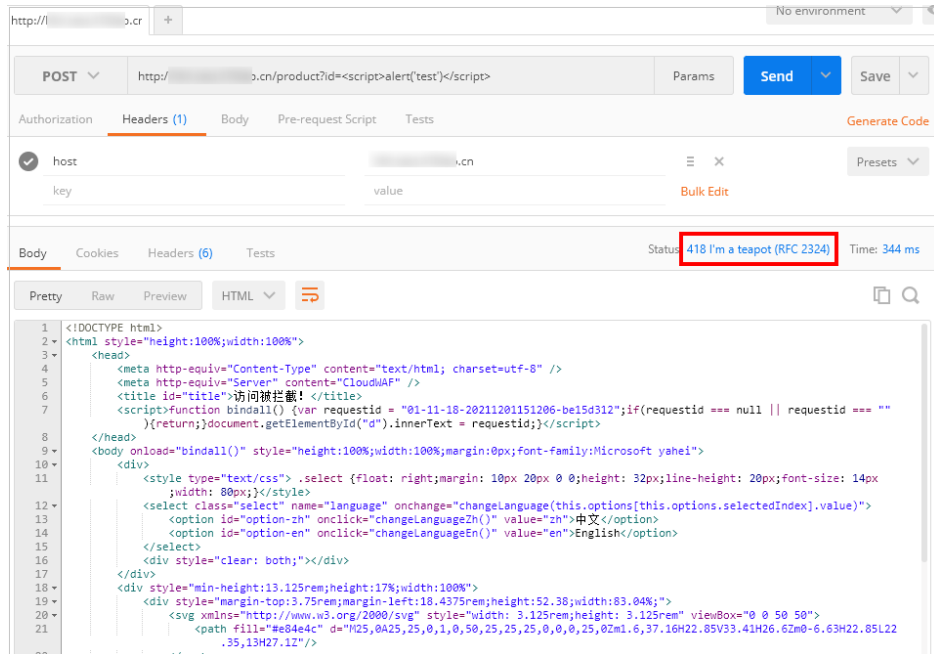 http://
.cr
+
No environment
POST
http:/
.cn/product?id=<script>alert('test')</script>
Params
Send
Save
Authorization
Headers (1)
Body
Pre-request Script
Tests
Generate Code
host
.cn
Presets
key
value
Bulk Edit
Body
Cookies
Headers (6)
Tests
Status
418 I'm a teapot (RFC 2324)
Time: 344 ms
Pretty
Raw
Preview
HTML
1 <!DOCTYPE html>
2 <html style="height:100%;width:100%">
3 <head>
4 <meta http-equiv="Content-Type" content="text/html; charset=utf-8" />
5 <meta http-equiv="Server" content="CloudWAF" />
6 <title id="title">访问被拦截！</title>
7 <script>function bindall() {var requestid = "01-11-18-20211201151206-be15d312";if(requestid === null || requestid === ""
){return;}document.getElementById("d").innerText = requestid;}</script>
8 </head>
9 <body onload="bindall()" style="height:100%;width:100%;margin:0px;font-family:Microsoft yahei">
10 <div>
11 <style type="text/css"> .select {float: right;margin: 10px 20px 0 0;height: 32px;line-height: 20px;font-size: 14px
;width: 80px;}</style>
12 <select class="select" name="language" onchange="changeLanguage(this.options[this.options.selectedIndex].value)">
13 <option id="option-zh" onclick="changeLanguageZh()" value="zh">中文</option>
14 <option id="option-en" onclick="changeLanguageEn()" value="en">English</option>
15 </select>
16 <div style="clear: both;"></div>
17 </div>
18 <div style="min-height:13.125rem;height:17%;width:100%">
19 <div style="margin-top:3.75rem;margin-left:18.4375rem;height:52.38;width:83.04%;">
20 <svg xmlns="http://www.w3.org/2000/svg" style="width: 3.125rem;height: 3.125rem" viewBox="0 0 50 50">
21 <path fill="#e84e4c" d="M25,0A25,25,0,1,0,50,25,25,25,0,0,0,25,0Zm1.6,37.16H22.85V33.41H26.6Zm0-6.63H22.85L22
.35,13H27.1Z"/>